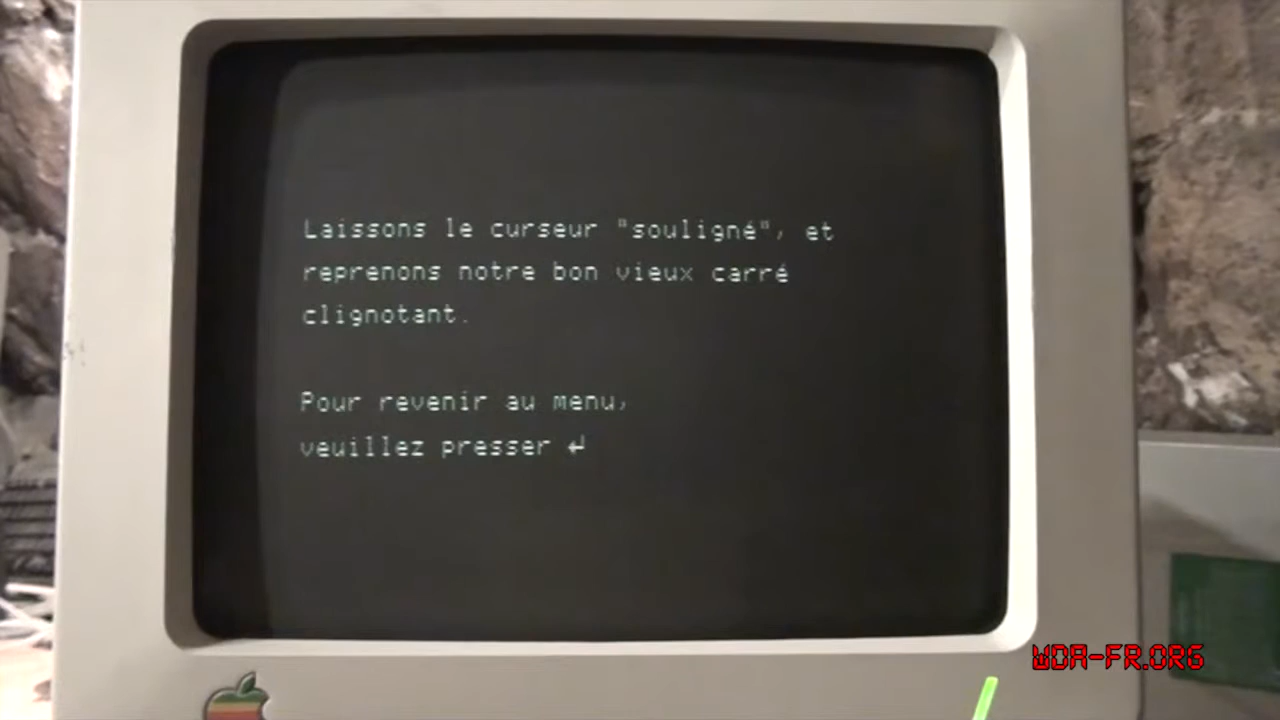 Laissons le curseur "souligné", et
reprenons notre bon vieux carré
clignotant.
Pour revenir au menu,
veuillez presser ↵
WDA-FR.ORG